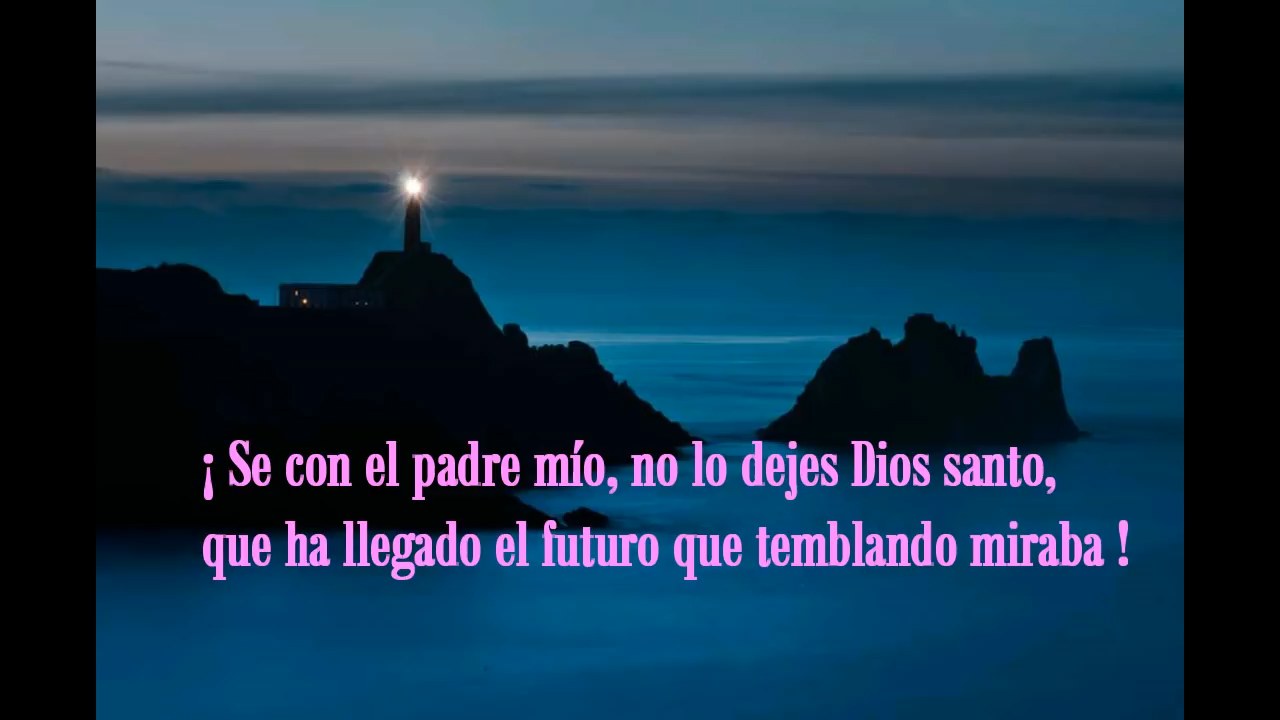 ¡ Se con el padre mío, no lo dejes Dios santo,
que ha llegado el futuro que temblando miraba !